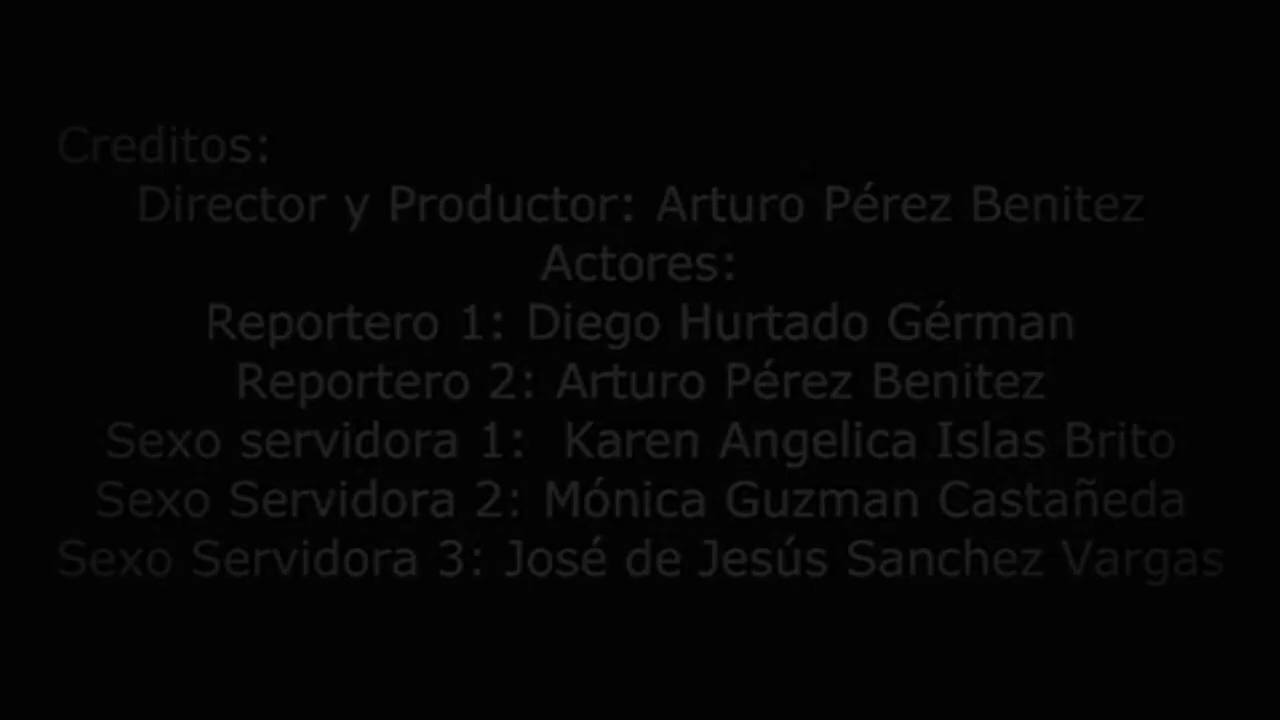 Creditos:
Director y Productor: Arturo Pérez Benitez
Actores:
Reportero 1: Diego Hurtado Gérman
Reportero 2: Arturo Pérez Benitez
Sexo servidora 1:  Karen Angelica Islas Brito
Sexo Servidora 2: Mónica Guzman Castañeda
Sexo Servidora 3: José de Jesús Sanchez Vargas